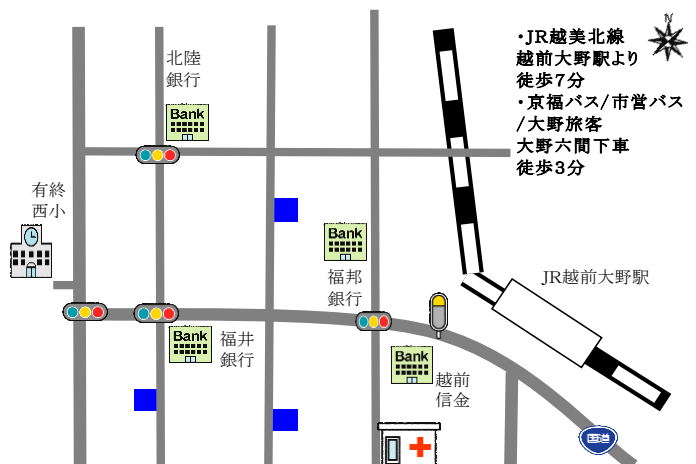 N
・JR越美北線
越前大野駅より
徒歩7分
・京福バス/市営バス
/大野旅客
大野六間下車
徒歩3分
北陸
銀行
Bank
有終
西小
Bank
福邦
銀行
JR越前大野駅
Bank
福井
銀行
Bank
越前
信金
国道